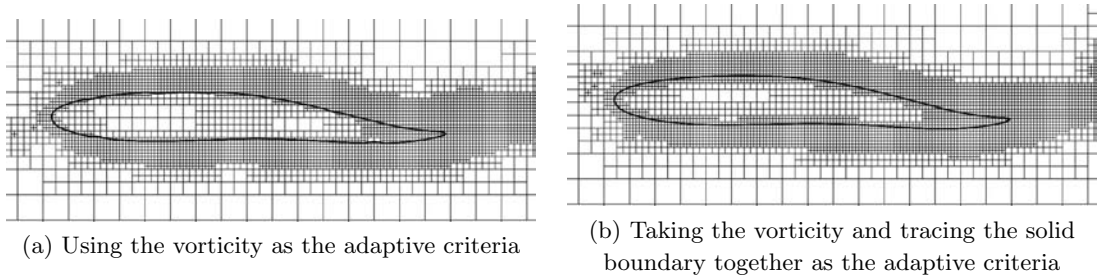 (a) Using the vorticity as the adaptive criteria
(b) Taking the vorticity and tracing the solid
boundary together as the adaptive criteria